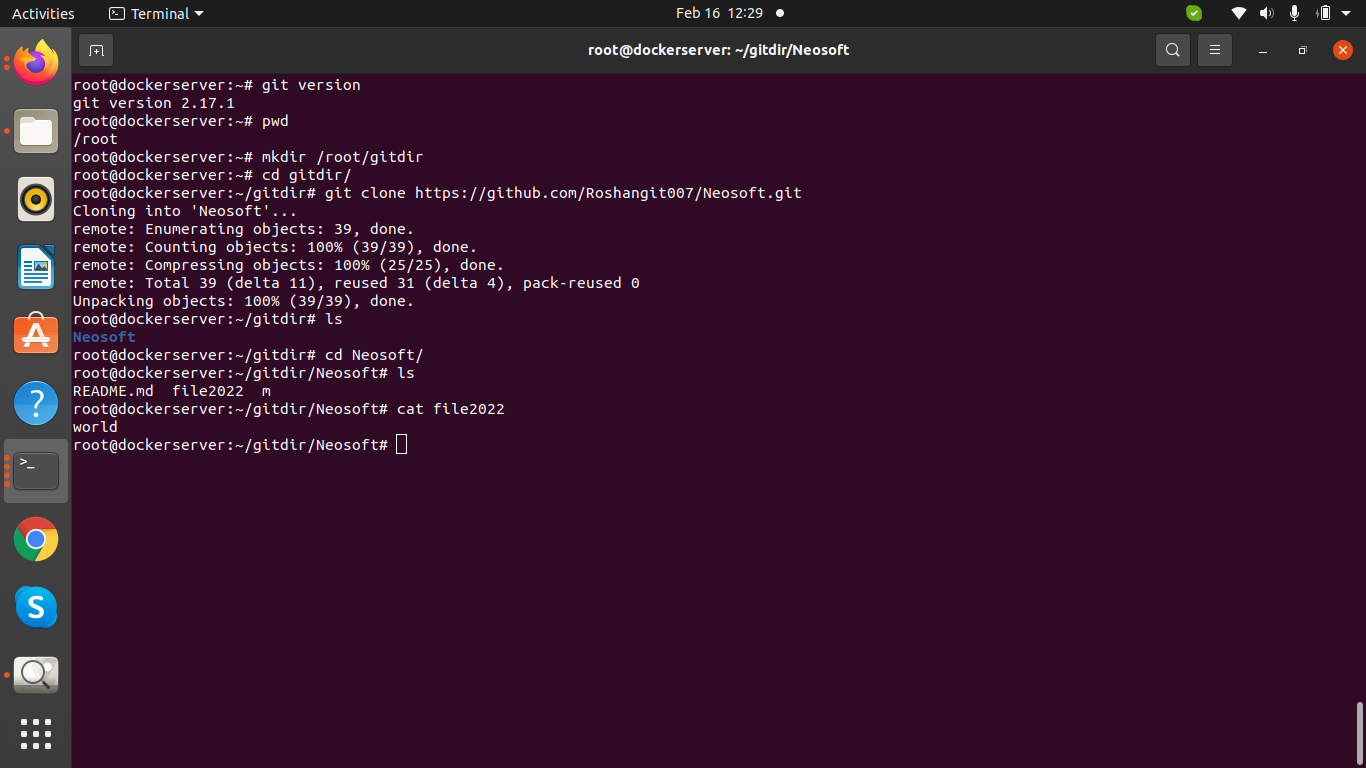 Activities Terminal Feb 16 12:29
root@dockerserver: ~/gitdir/Neosoft
root@dockerserver:~# git version
git version 2.17.1
root@dockerserver:~# pwd
/root
root@dockerserver:~# mkdir /root/gitdir
root@dockerserver:~# cd gitdir/
root@dockerserver:~/gitdir# git clone https://github.com/Roshangit007/Neosoft.git
Cloning into 'Neosoft'...
remote: Enumerating objects: 39, done.
remote: Counting objects: 100% (39/39), done.
remote: Compressing objects: 100% (25/25), done.
remote: Total 39 (delta 11), reused 31 (delta 4), pack-reused 0
Unpacking objects: 100% (39/39), done.
root@dockerserver:~/gitdir# ls
Neosoft
root@dockerserver:~/gitdir# cd Neosoft/
root@dockerserver:~/gitdir/Neosoft# ls
README.md  file2022  m
root@dockerserver:~/gitdir/Neosoft# cat file2022
world
root@dockerserver:~/gitdir/Neosoft#